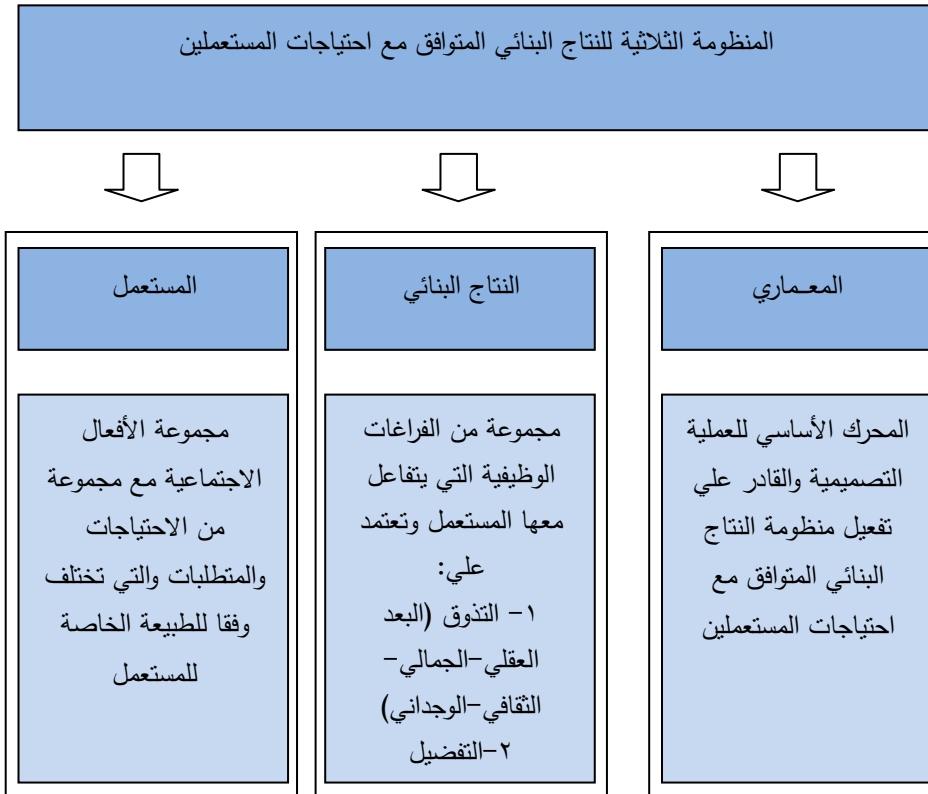 المنظومة الثلاثية للنتاج البنائي المتوافق مع احتياجات المستعملين
المعـماري
المحرك الأساسي للعملية
التصميمية والقادر علي
تفعيل منظومة النتاج
البنائي المتوافق مع
احتياجات المستعملين
النتاج البنائي
مجموعة من الفراغات
الوظيفية التي يتفاعل
معها المستعمل وتعتمد
علي:
١- التذوق (البعد
العقلي-الجمالي-
الثقافي-الوجداني)
٢-التفضيل
المستعمل
مجموعة الأفعال
الاجتماعية مع مجموعة
من الاحتياجات
والمتطلبات والتي تختلف
وفقا للطبيعة الخاصة
للمستعمل